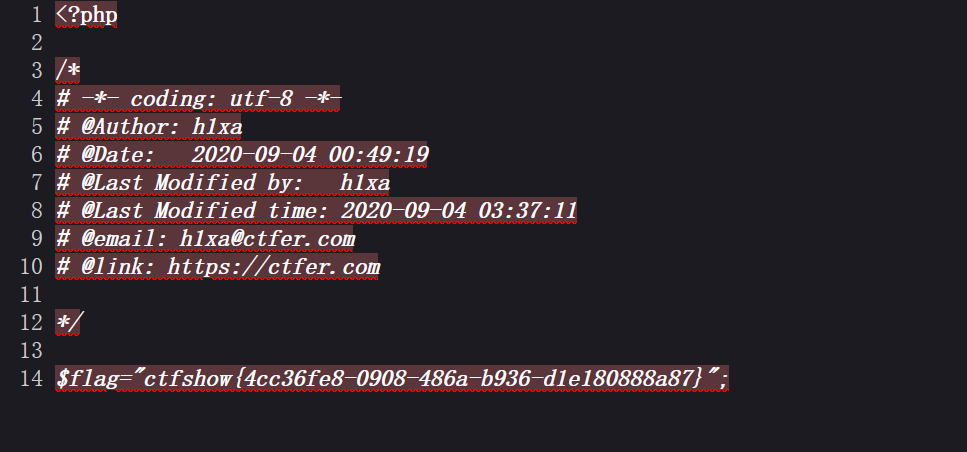 1 <?php
2
3 /*
4 # -*- coding: utf-8 -*-
5 # @Author: h1xa
6 # @Date:   2020-09-04 00:49:19
7 # @Last Modified by:   h1xa
8 # @Last Modified time: 2020-09-04 03:37:11
9 # @email: h1xa@ctfer.com
10 # @link: https://ctfer.com
11
12 */
13
14 $flag="ctfshow{4cc36fe8-0908-486a-b936-d1e180888a87}";